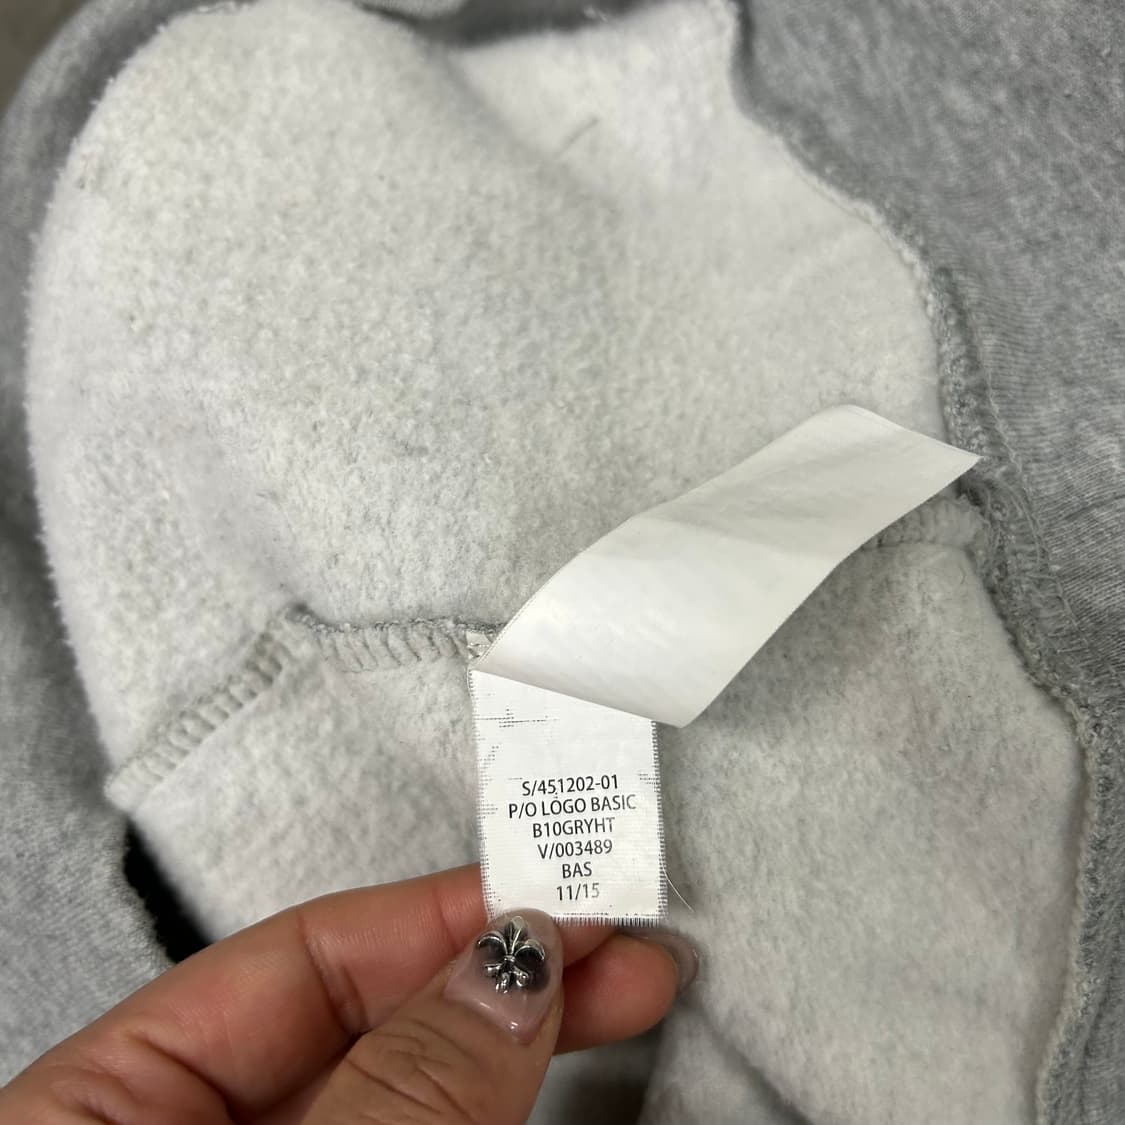 S/451202-01
P/O LOGO BASIC
B10GRYHT
V/003489
BAS
11/15